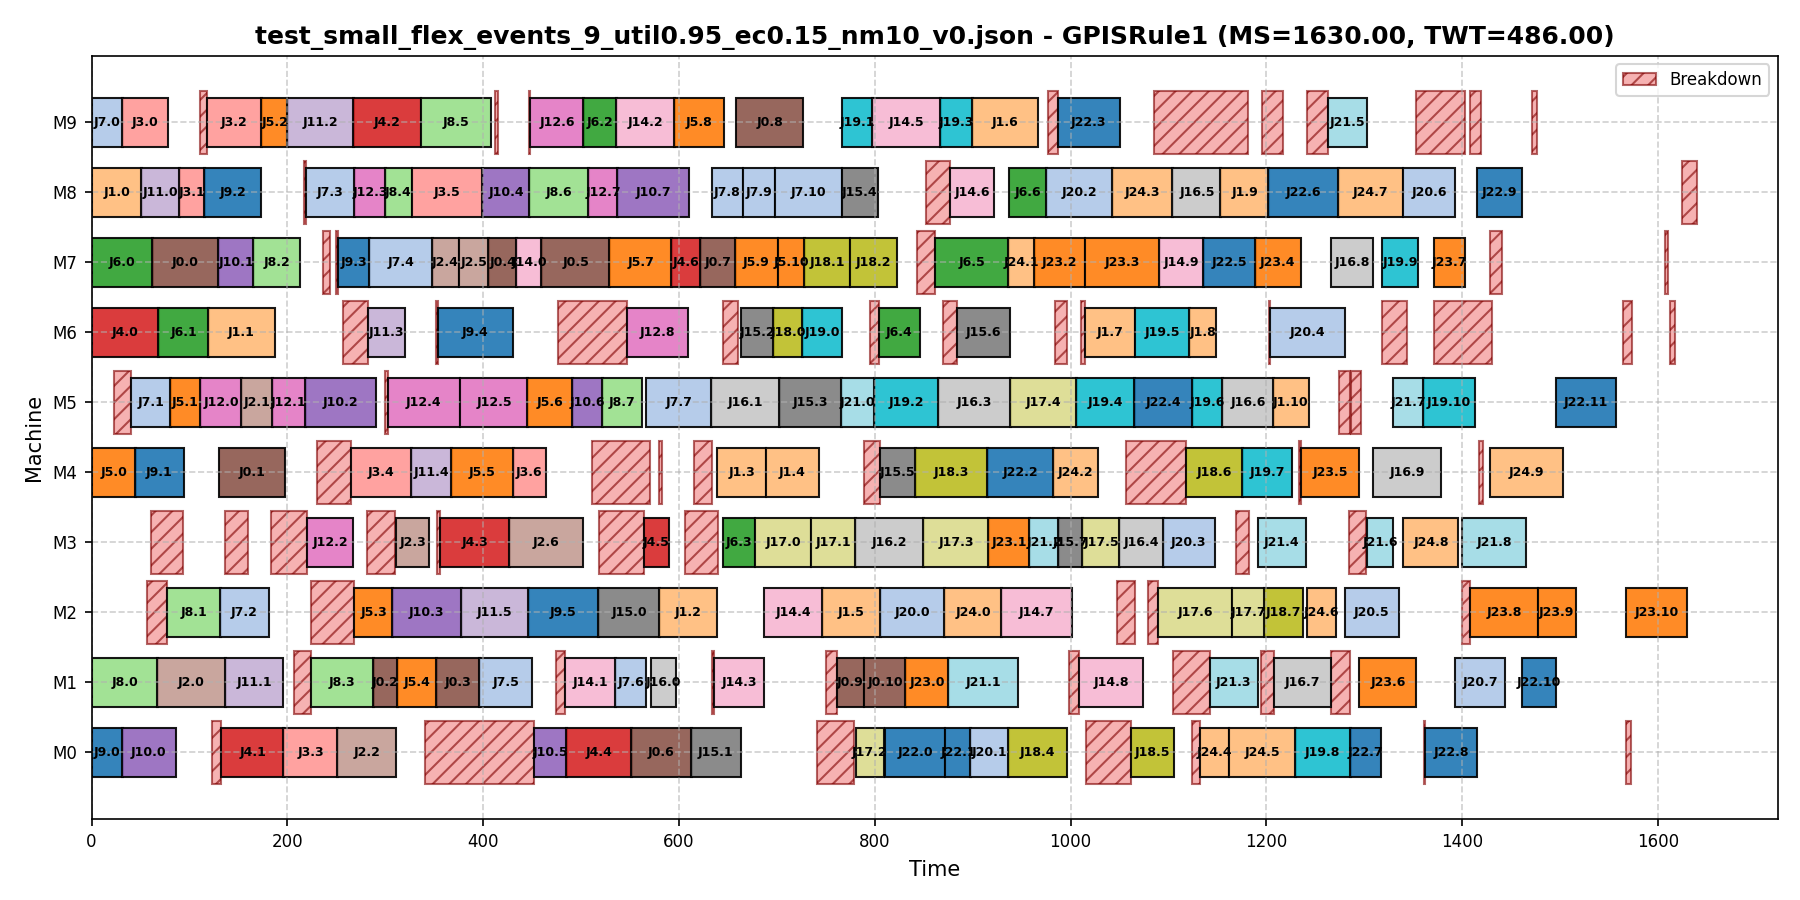 test_small_flex_events_9_util0.95_ec0.15_nm10_v0.json - GPISRule1 (MS=1630.00, TWT=486.00)
Breakdown
M9 J7.0 J3.0 J3.2 J5.2 J11.2 J4.2 J8.5 J12.6 J6.2 J14.2 J5.8 J0.8 J19.1 J14.5 J19.3 J1.6 J22.3 J21.5
M8 J1.0 J11.0 J3.1 J9.2 J7.3 J12.3 J8.4 J3.5 J10.4 J8.6 J12.7 J10.7 J7.8 J7.9 J7.10 J15.4 J14.6 J6.6 J20.2 J24.3 J16.5 J1.9 J22.6 J24.7 J20.6 J22.9
M7 J6.0 J0.0 J10.1 J8.2 J9.3 J7.4 J2.4 J2.5 J0.4 J14.0 J0.5 J5.7 J4.6 J0.7 J5.9 J5.10 J18.1 J18.2 J6.5 J24.1 J23.2 J23.3 J14.9 J22.5 J23.4 J16.8 J19.9 J23.7
M6 J4.0 J6.1 J1.1 J11.3 J9.4 J12.8 J15.2 J18.0 J19.0 J6.4 J15.6 J1.7 J19.5 J1.8 J20.4
M5 J7.1 J5.1 J12.0 J2.1 J12.1 J10.2 J12.4 J12.5 J5.6 J10.6 J8.7 J7.7 J16.1 J15.3 J21.0 J19.2 J16.3 J17.4 J19.4 J22.4 J19.6 J16.6 J1.10 J21.7 J19.10 J22.11
M4 J5.0 J9.1 J0.1 J3.4 J11.4 J5.5 J3.6 J1.3 J1.4 J15.5 J18.3 J22.2 J24.2 J18.6 J19.7 J23.5 J16.9 J24.9
M3 J12.2 J2.3 J4.3 J2.6 J4.5 J6.3 J17.0 J17.1 J16.2 J17.3 J23.1 J21.2 J15.7 J17.5 J16.4 J20.3 J21.4 J21.6 J24.8 J21.8
M2 J8.1 J7.2 J5.3 J10.3 J11.5 J9.5 J15.0 J1.2 J14.4 J1.5 J20.0 J24.0 J14.7 J17.6 J17.7 J18.7 J24.6 J20.5 J23.8 J23.9 J23.10
M1 J8.0 J2.0 J11.1 J8.3 J0.2 J5.4 J0.3 J7.5 J14.1 J7.6 J16.0 J14.3 J0.9 J0.10 J23.0 J21.1 J14.8 J21.3 J16.7 J23.6 J20.7 J22.10
M0 J9.0 J10.0 J4.1 J3.3 J2.2 J10.5 J4.4 J0.6 J15.1 J17.2 J22.0 J22.1 J20.1 J18.4 J18.5 J24.4 J24.5 J19.8 J22.7 J22.8
0 200 400 600 800 1000 1200 1400 1600
Time
Machine